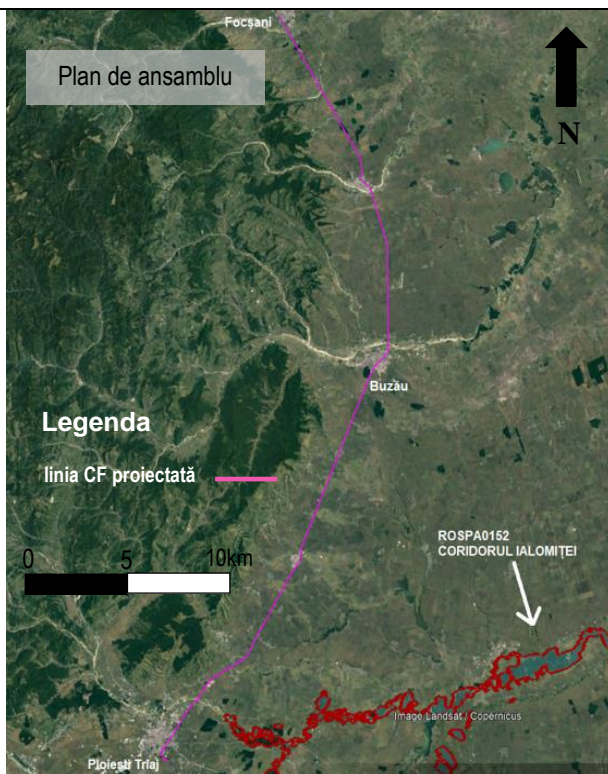 Focșani
Plan de ansamblu
N
Buzău
Legenda
linia CF proiectată
0 5 10km
ROSPA0152
CORIDORUL IALOMIȚEI
Image Landsat / Copernicus
Ploiești Triaj